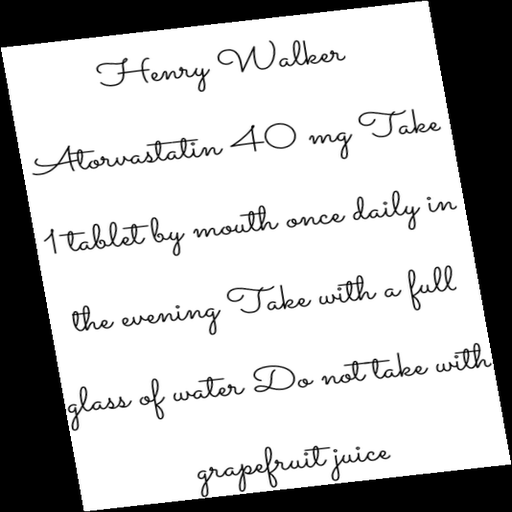 Henry Walker
Atorvastatin 40 mg Take
1 tablet by mouth once daily in
the evening Take with a full
glass of water Do not take with
grapefruit juice